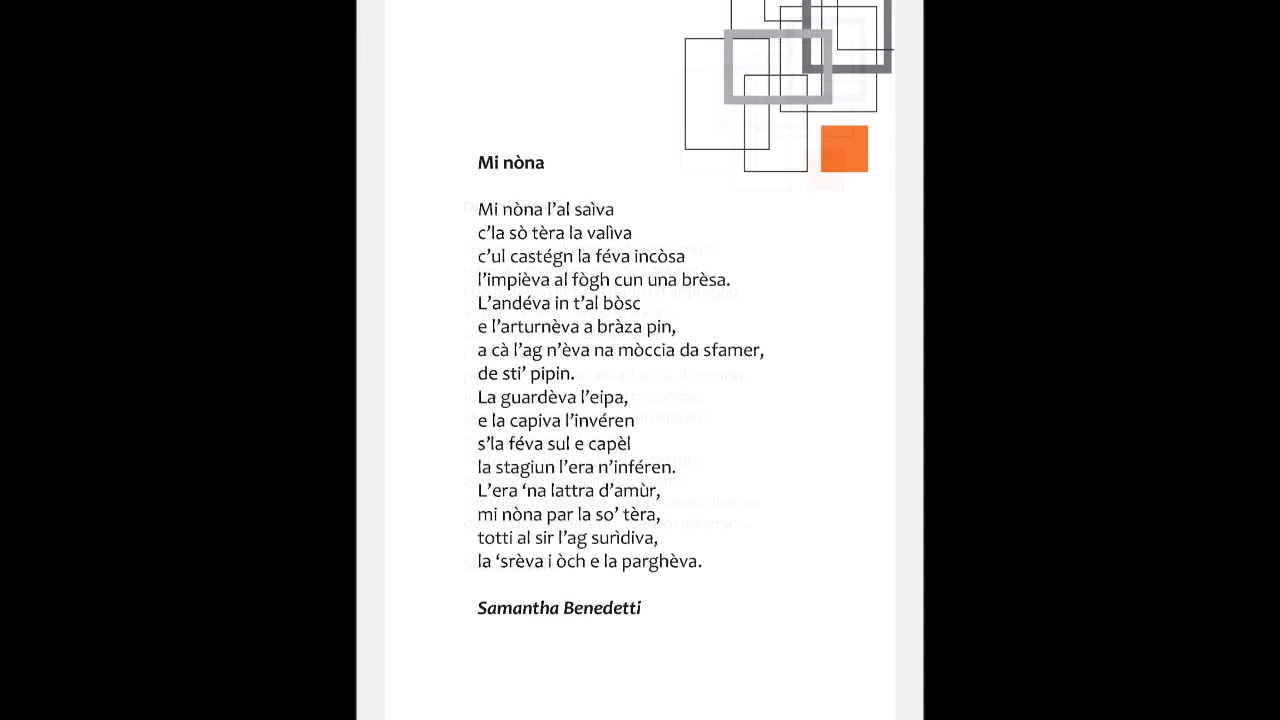 Mi nòna
Mi nòna l'al saìva
c'la sò tèra la valìva
c'ul castégn la féva incòsa
l'impièva al fògh cun una brèsa.
L'andéva in t'al bòsc
e l'arturnèva a bràza pin,
a cà l'ag n'èva na mòccia da sfamer,
de sti' pipin.
La guardèva l'eipa,
e la capiva l'invéren
s'la féva sul e capèl
la stagiun l'era n'inféren.
L'era 'na lattra d'amùr,
mi nòna par la so' tèra,
totti al sir l'ag surìdiva,
la 'srèva i òch e la parghèva.
Samantha Benedetti